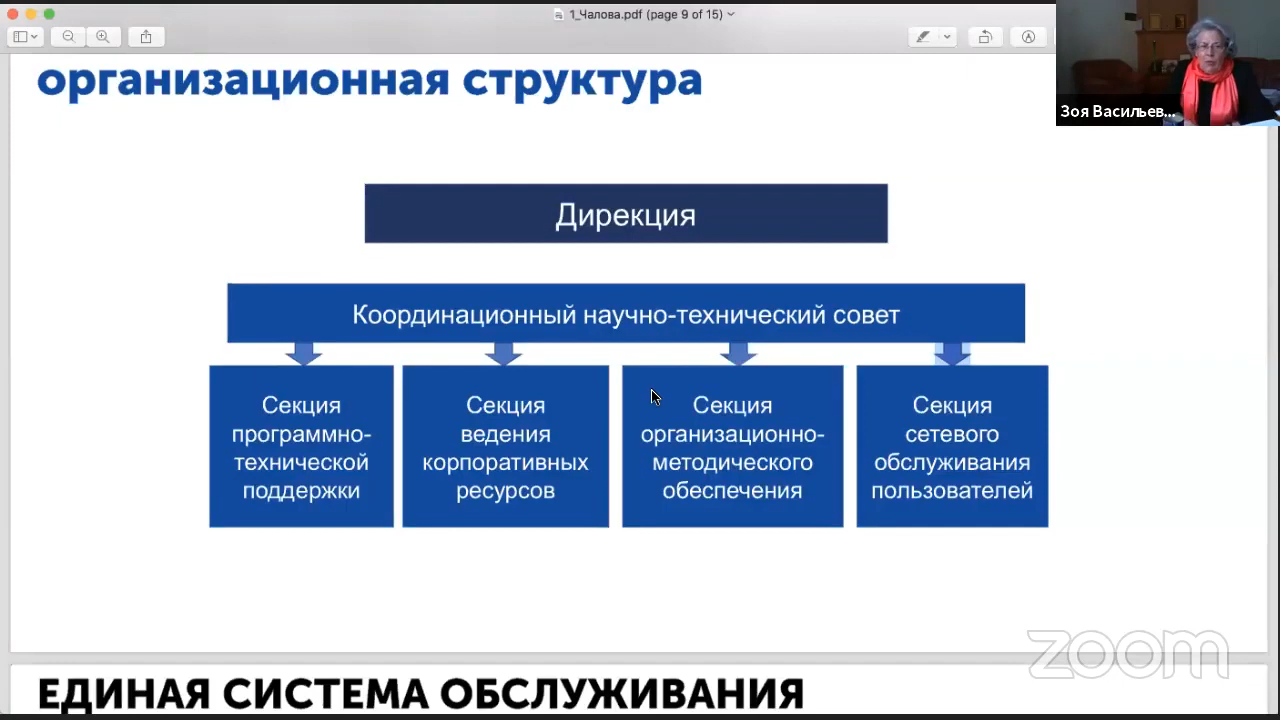 1_Чалова.pdf (page 9 of 15)
организационная структура
Зоя Васильев...
Дирекция
Координационный научно-технический совет
Секция
программно-
технической
поддержки
Секция
ведения
корпоративных
ресурсов
Секция
организационно-
методического
обеспечения
Секция
сетевого
обслуживания
пользователей
zoom
ЕДИНАЯ СИСТЕМА ОБСЛУЖИВАНИЯ